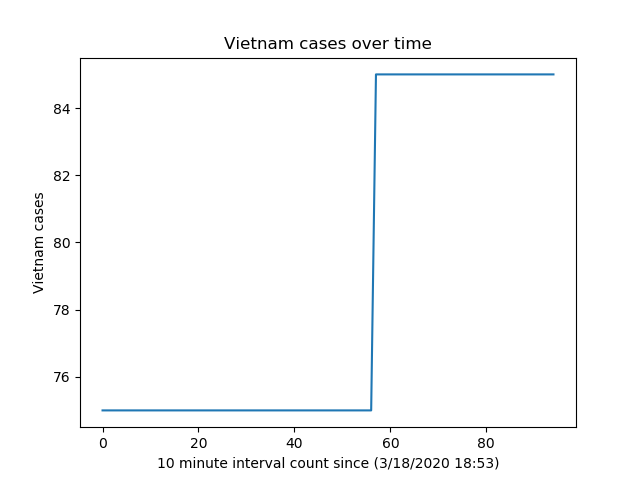 Vietnam cases over time
84
82
80
78
76
Vietnam cases
0 20 40 60 80
10 minute interval count since (3/18/2020 18:53)